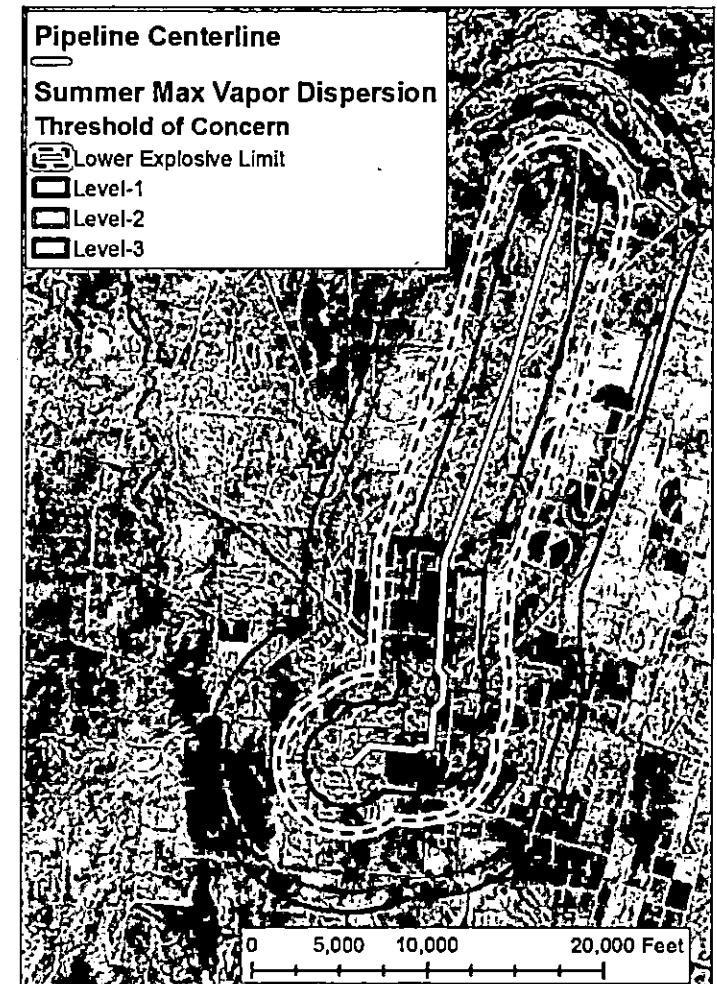 Pipeline Centerline
Summer Max Vapor Dispersion
Threshold of Concern
Lower Explosive Limit
Level-1
Level-2
Level-3
0 5,000 10,000 20,000 Feet